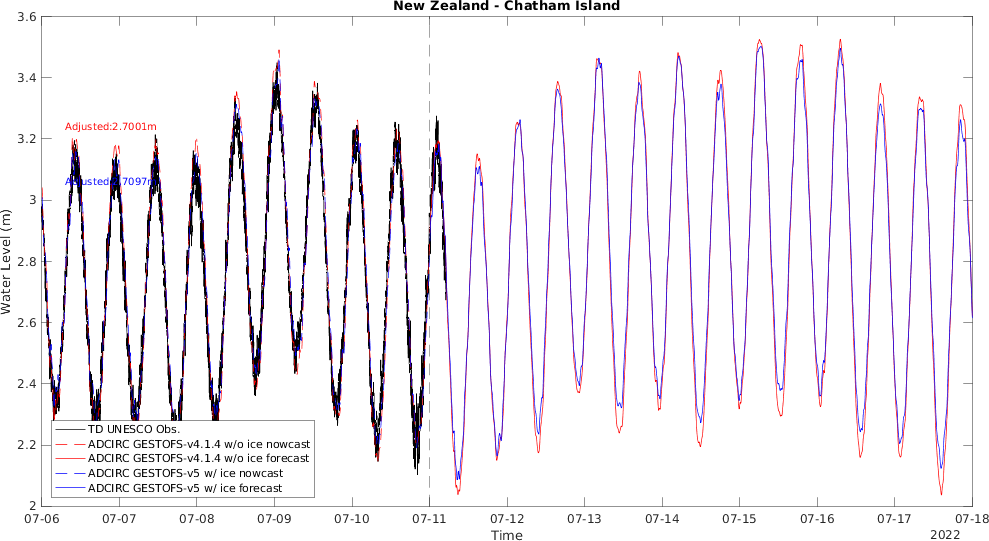 New Zealand - Chatham Island
3.6
3.4
3.2
3
2.8
2.6
2.4
2.2
2
Water Level (m)
Adjusted:2.7001m
TD UNESCO Obs.
ADCIRC GESTOFS-v4.1.4 w/o ice nowcast
ADCIRC GESTOFS-v4.1.4 w/o ice forecast
ADCIRC GESTOFS-v5 w/ ice nowcast
ADCIRC GESTOFS-v5 w/ ice forecast
07-06 07-07 07-08 07-09 07-10 07-11 07-12 07-13 07-14 07-15 07-16 07-17 07-18
Time
2022